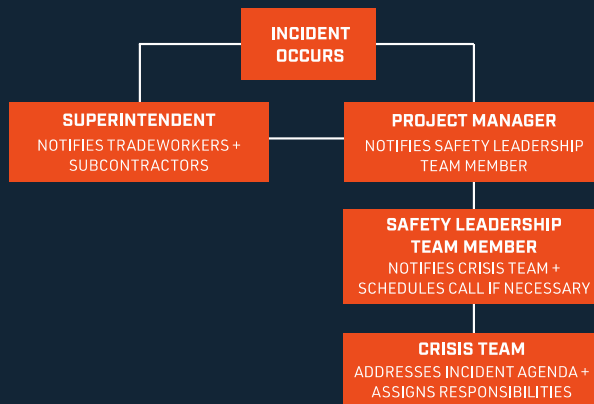 INCIDENT
OCCURS
SUPERINTENDENT
NOTIFIES TRADEWORKERS +
SUBCONTRACTORS
PROJECT MANAGER
NOTIFIES SAFETY LEADERSHIP
TEAM MEMBER
SAFETY LEADERSHIP
TEAM MEMBER
NOTIFIES CRISIS TEAM +
SCHEDULES CALL IF NECESSARY
CRISIS TEAM
ADDRESSES INCIDENT AGENDA +
ASSIGNS RESPONSIBILITIES